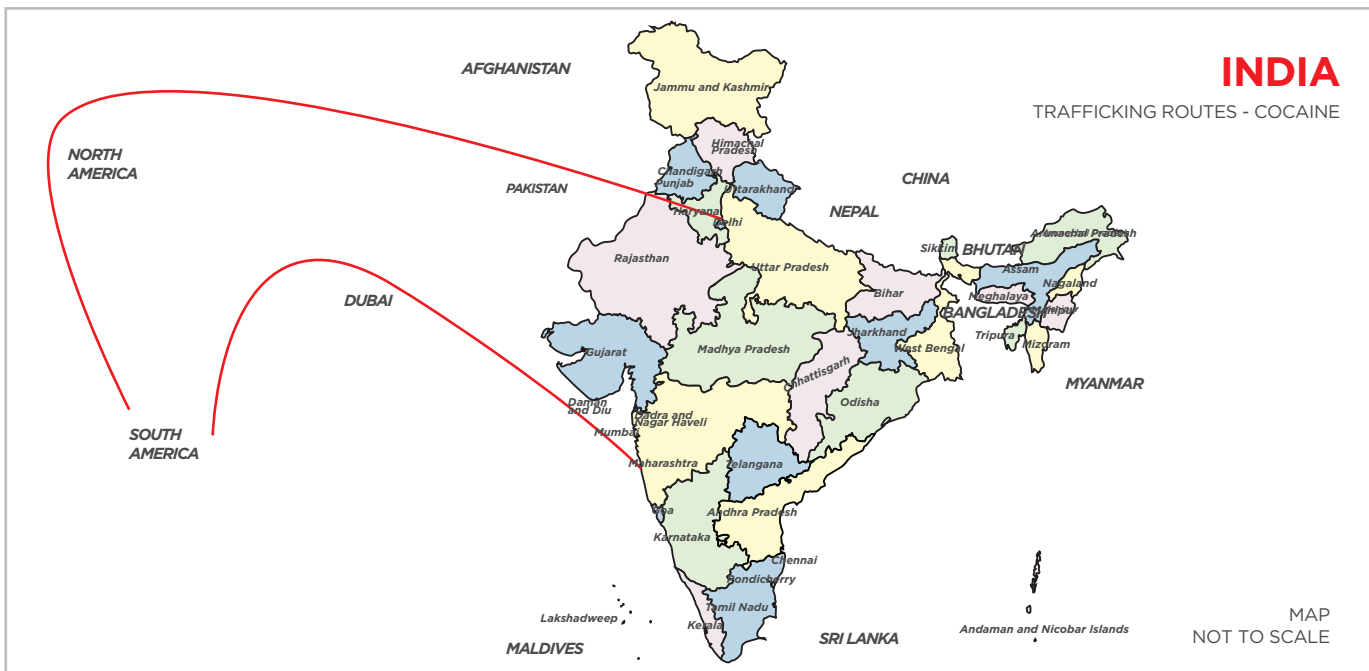 INDIA
TRAFFICKING ROUTES - COCAINE
AFGHANISTAN
Jammu and Kashmir
NORTH
AMERICA
Himachal
Pradesh
Chandigarh
Punjab
PAKISTAN
Uttarakhand
CHINA
Haryana
Delhi
NEPAL
Arunachal Pradesh
Sikkim
BHUTAN
Rajasthan
Uttar Pradesh
Assam
Nagaland
Bihar
Meghalaya
DUBAI
BANGLADESH
Manipur
Jharkhand
Tripura
Mizoram
West Bengal
Gujarat
Madhya Pradesh
Chhattisgarh
MYANMAR
Odisha
Daman
and Diu
Dadra and
Nagar Haveli
Mumbai
SOUTH
AMERICA
Maharashtra
Telangana
Goa
Andhra Pradesh
Karnataka
Chennai
Pondicherry
Tamil Nadu
Lakshadweep
Kerala
MALDIVES
SRI LANKA
Andaman and Nicobar Islands
MAP
NOT TO SCALE